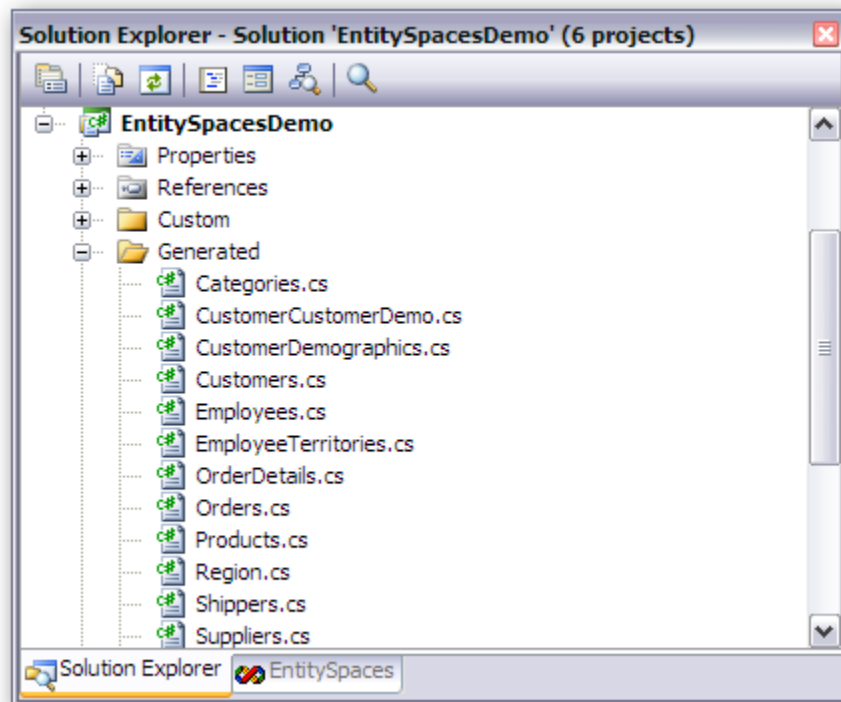 Solution Explorer - Solution 'EntitySpacesDemo' (6 projects)
EntitySpacesDemo
Properties
References
Custom
Generated
Categories.cs
CustomerCustomerDemo.cs
CustomerDemographics.cs
Customers.cs
Employees.cs
EmployeeTerritories.cs
OrderDetails.cs
Orders.cs
Products.cs
Region.cs
Shippers.cs
Suppliers.cs
Solution Explorer EntitySpaces